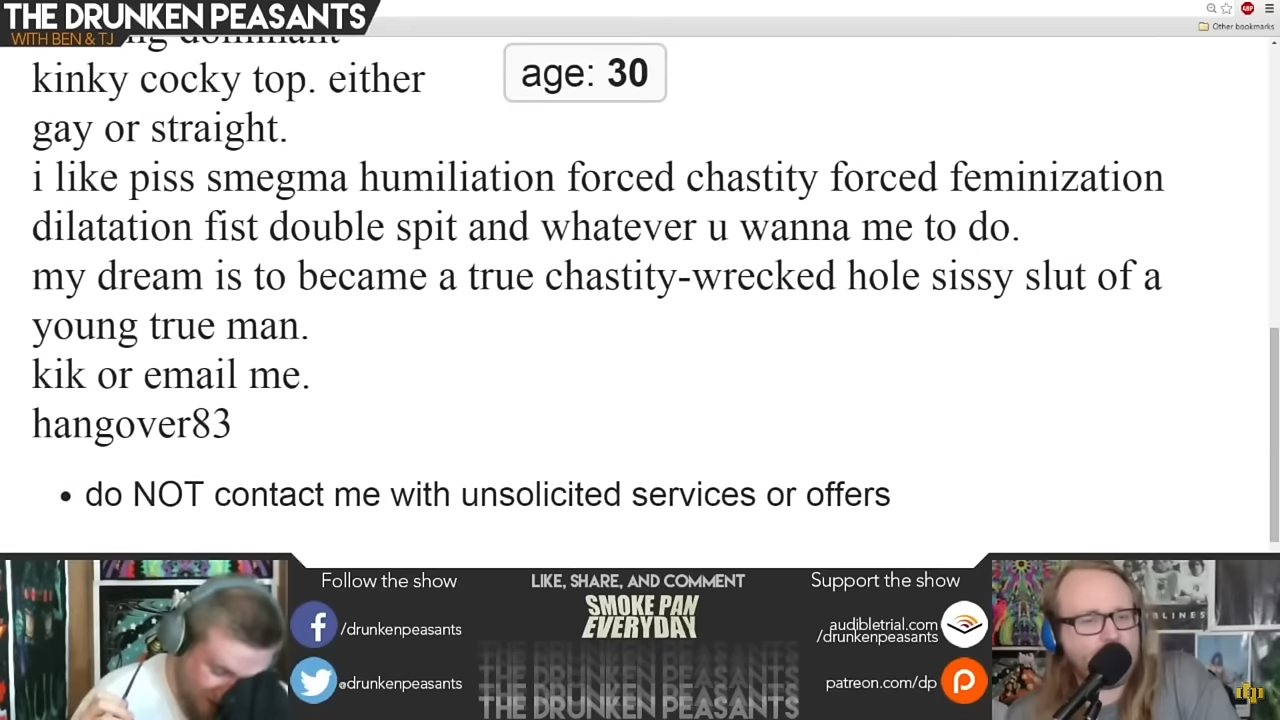 THE DRUNKEN PEASANTS
WITH BEN & TJ
Other bookmarks
kinky cocky top. either
age: 30
gay or straight.
i like piss smegma humiliation forced chastity forced feminization
dilatation fist double spit and whatever u wanna me to do.
my dream is to became a true chastity-wrecked hole sissy slut of a
young true man.
kik or email me.
hangover83
do NOT contact me with unsolicited services or offers
Follow the show
/drunkenpeasants
@drunkenpeasants
LIKE, SHARE, AND COMMENT
SMOKE PAN
EVERYDAY
THE DRUNKEN PEASANTS
Support the show
audibletrial.com
/drunkenpeasants
patreon.com/dp
dp